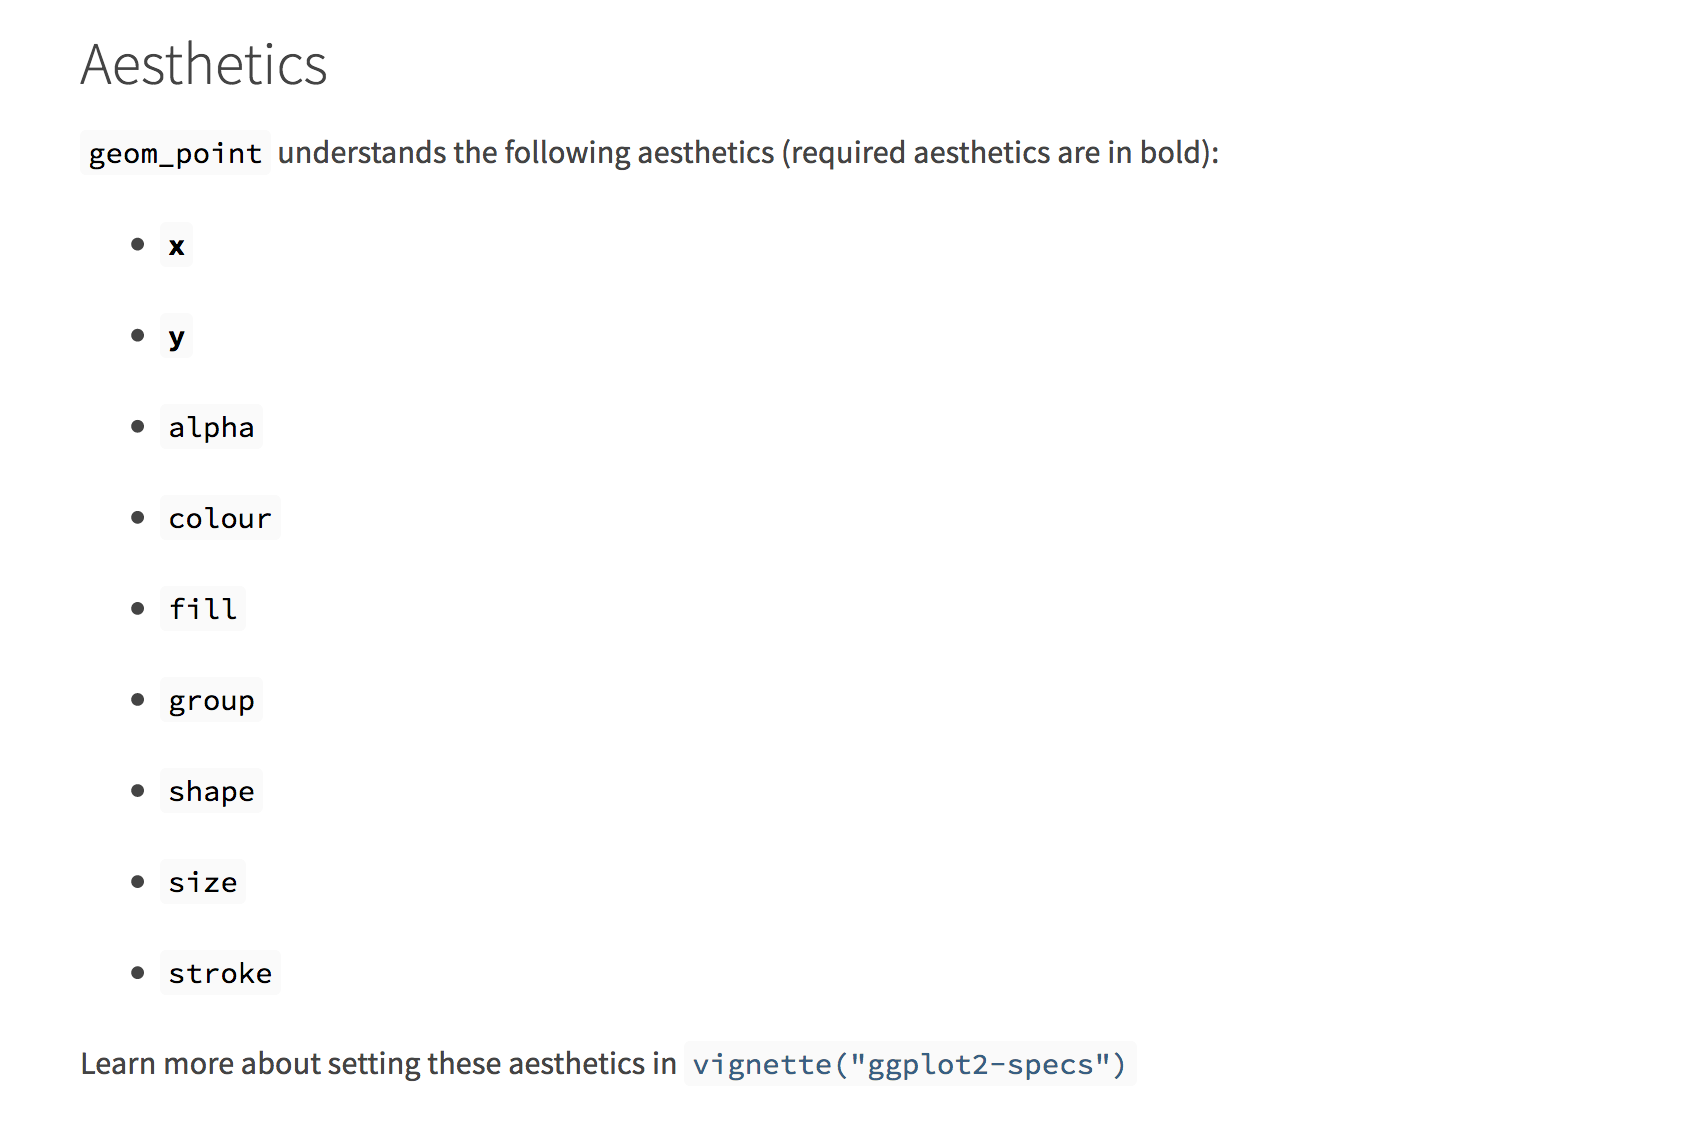 Aesthetics
geom_point understands the following aesthetics (required aesthetics are in bold):
x
y
alpha
colour
fill
group
shape
size
stroke
Learn more about setting these aesthetics in vignette("ggplot2-specs")